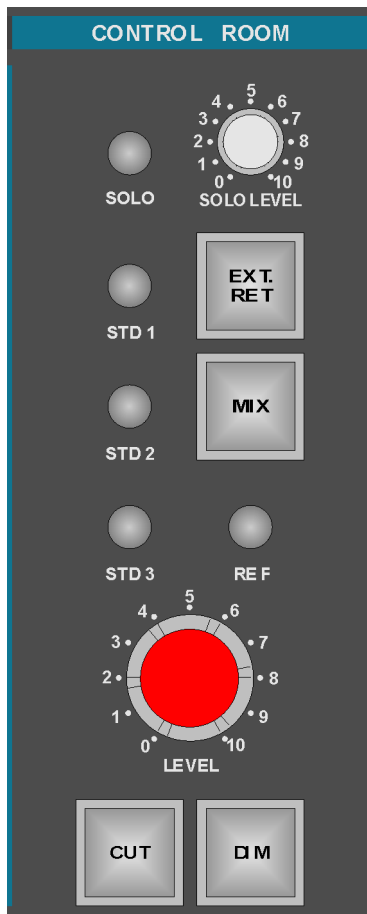 CONTROL ROOM
5
4 6
3 7
2 8
1 9
0 10
SOLO SOLO LEVEL
EXT.
RET
STD 1
MIX
STD 2
STD 3 REF
5
4 6
3 7
2 8
1 9
0 10
LEVEL
CUT DIM